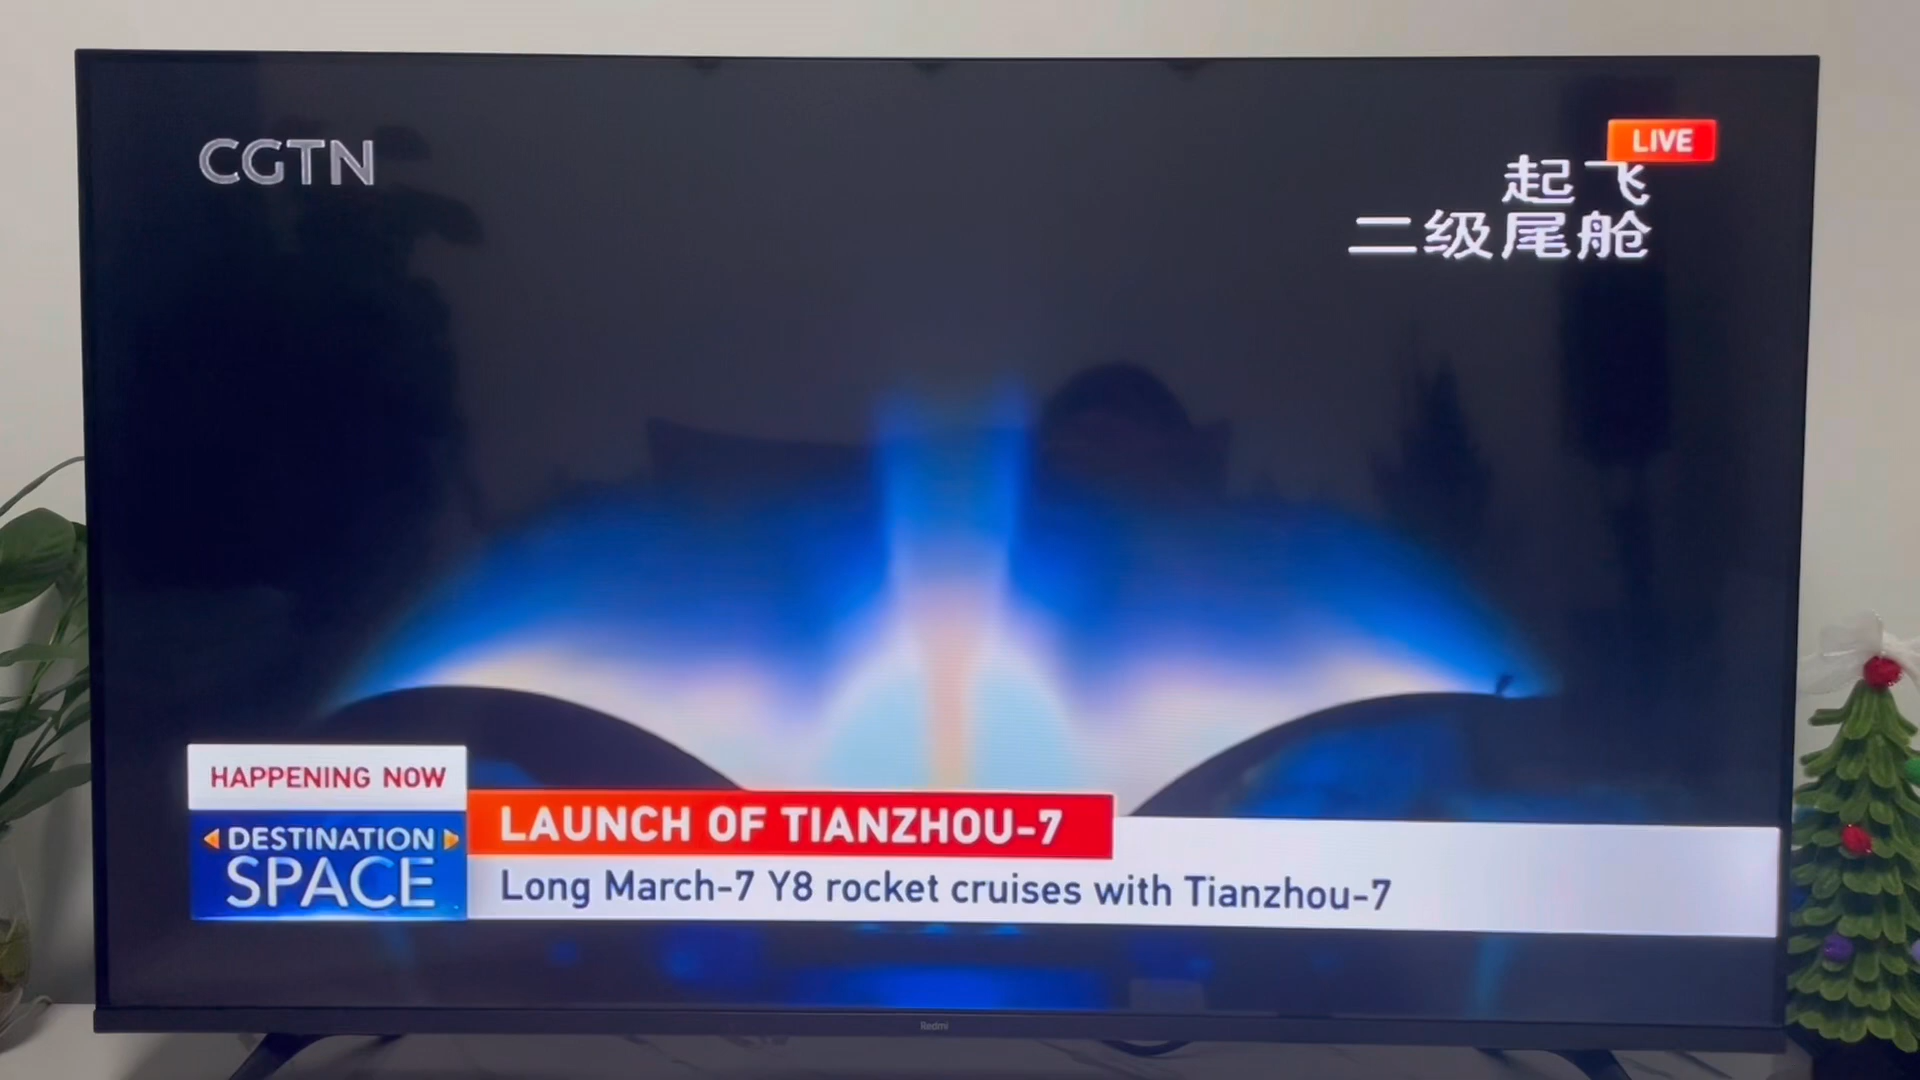 CGTN
LIVE
起飞
二级尾舱
HAPPENING NOW
DESTINATION
SPACE
LAUNCH OF TIANZHOU-7
Long March-7 Y8 rocket cruises with Tianzhou-7
Redmi